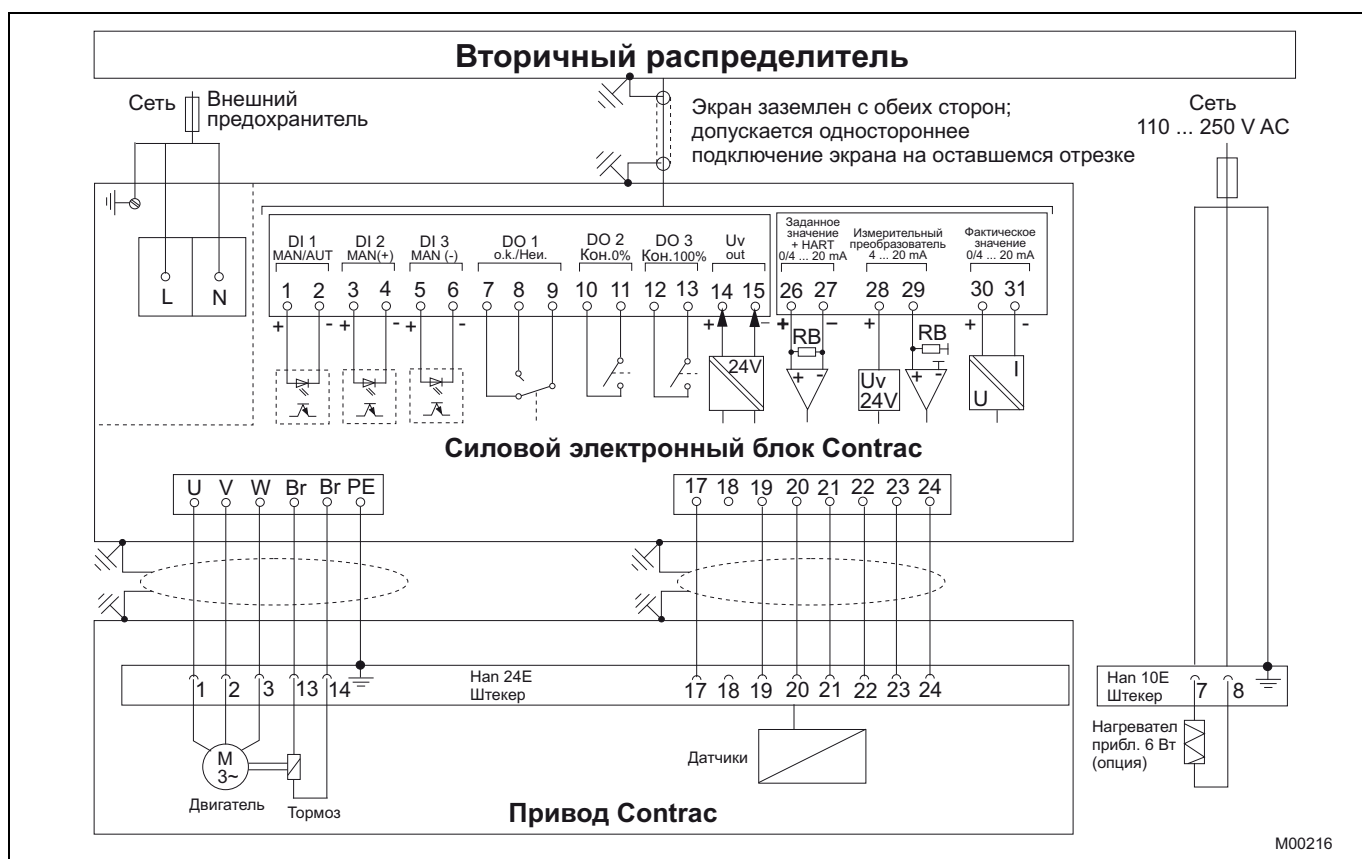 Вторичный распределитель
Сеть
Внешний
предохранитель
Экран заземлен с обеих сторон;
допускается одностороннее
подключение экрана на оставшемся отрезке
Сеть
110 ... 250 V AC
L N
DI 1
MAN/AUT
DI 2
MAN(+)
DI 3
MAN (-)
DO 1
o.k./Неи.
DO 2
Кон.0%
DO 3
Кон.100%
Uv
out
Заданное
значение
+ HART
0/4 ... 20 mA
Измерительный
преобразователь
4 ... 20 mA
Фактическое
значение
0/4 ... 20 mA
1 2 3 4 5 6 7 8 9 10 11 12 13 14 15 26 27 28 29 30 31
+ - + - + - + - + - + + -
RB
RB
24V
+ -
Uv
24V
+ -
I
U
Силовой электронный блок Contrac
U V W Br Br PE
17 18 19 20 21 22 23 24
1 2 3 13 14
Han 24E
Штекер
17 18 19 20 21 22 23 24
Han 10E
Штекер
7 8
M
3~
Двигатель
Тормоз
Датчики
Нагревател
прибл. 6 Вт
(опция)
Привод Contrac
M00216